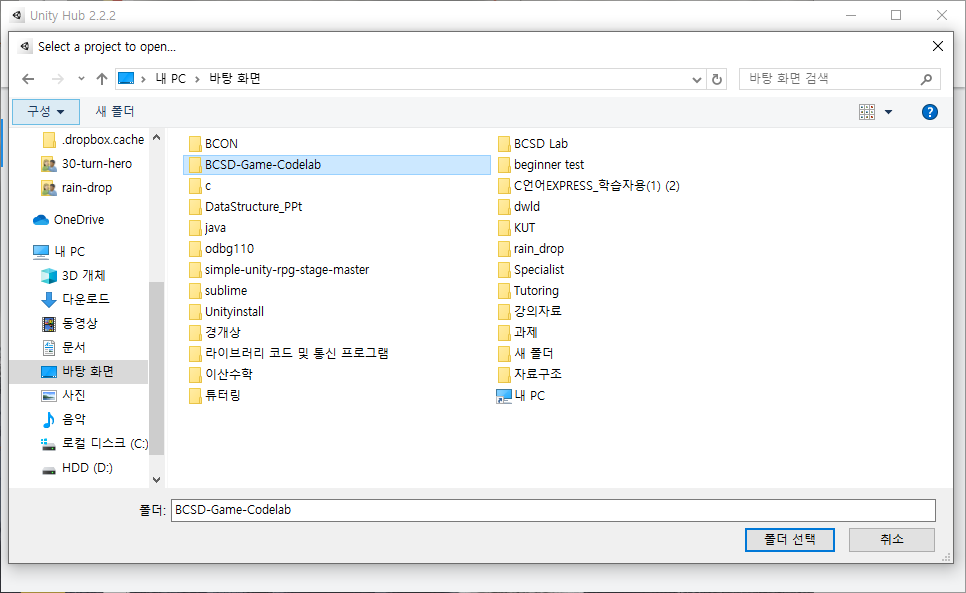 Unity Hub 2.2.2
Select a project to open...
내 PC > 바탕 화면
바탕 화면 검색
구성
새 폴더
.dropbox.cache
30-turn-hero
rain-drop
OneDrive
내 PC
3D 개체
다운로드
동영상
문서
바탕 화면
사진
음악
로컬 디스크 (C:)
HDD (D:)
BCON
BCSD-Game-Codelab
c
DataStructure_PPt
java
odbg110
simple-unity-rpg-stage-master
sublime
Unityinstall
경개상
라이브러리 코드 및 통신 프로그램
이산수학
튜터링
BCSD Lab
beginner test
C언어EXPRESS_학습자용(1) (2)
dwld
KUT
rain_drop
Specialist
Tutoring
강의자료
과제
새 폴더
자료구조
내 PC
폴더: BCSD-Game-Codelab
폴더 선택
취소